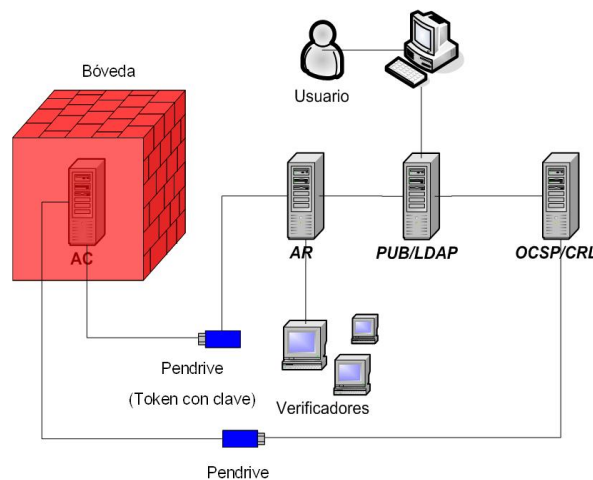 Bóveda
Usuario
AC
AR
PUB/LDAP
OCSP/CRL
Pendrive
(Token con clave)
Verificadores
Pendrive